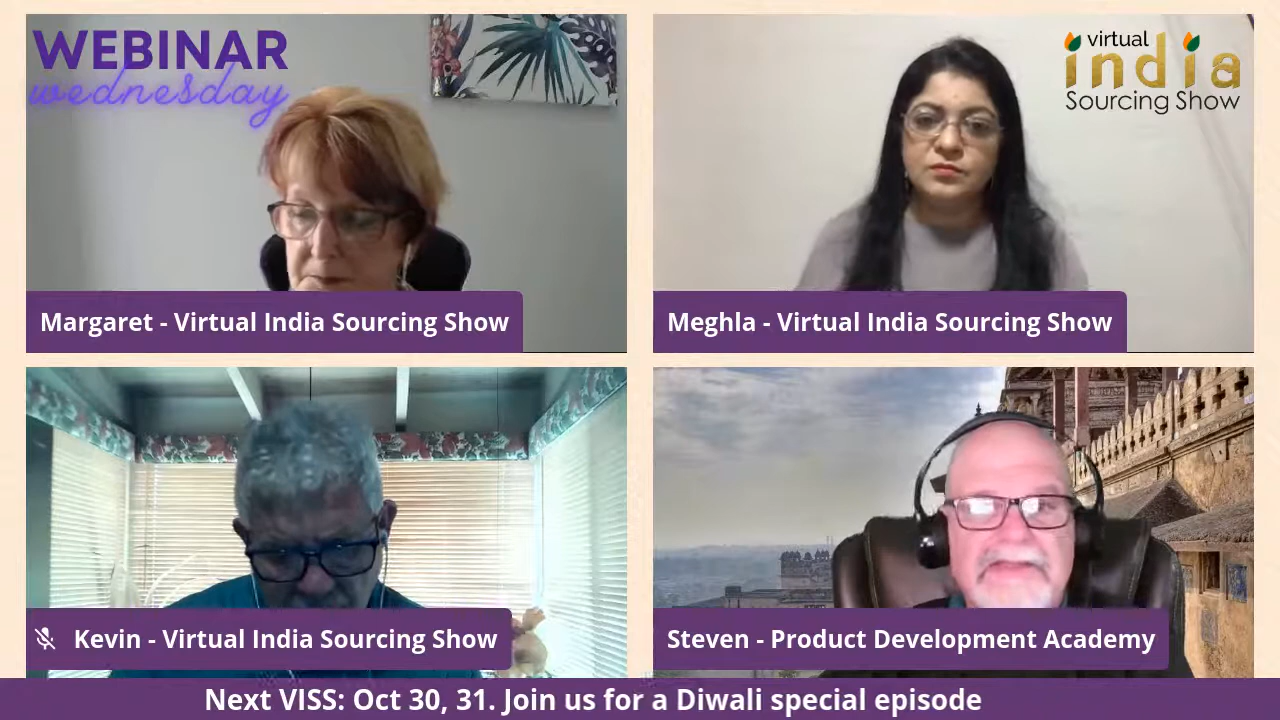 WEBINAR
wednesday
virtual
india
Sourcing Show
Margaret - Virtual India Sourcing Show
Meghla - Virtual India Sourcing Show
Kevin - Virtual India Sourcing Show
Steven - Product Development Academy
Next VISS: Oct 30, 31. Join us for a Diwali special episode